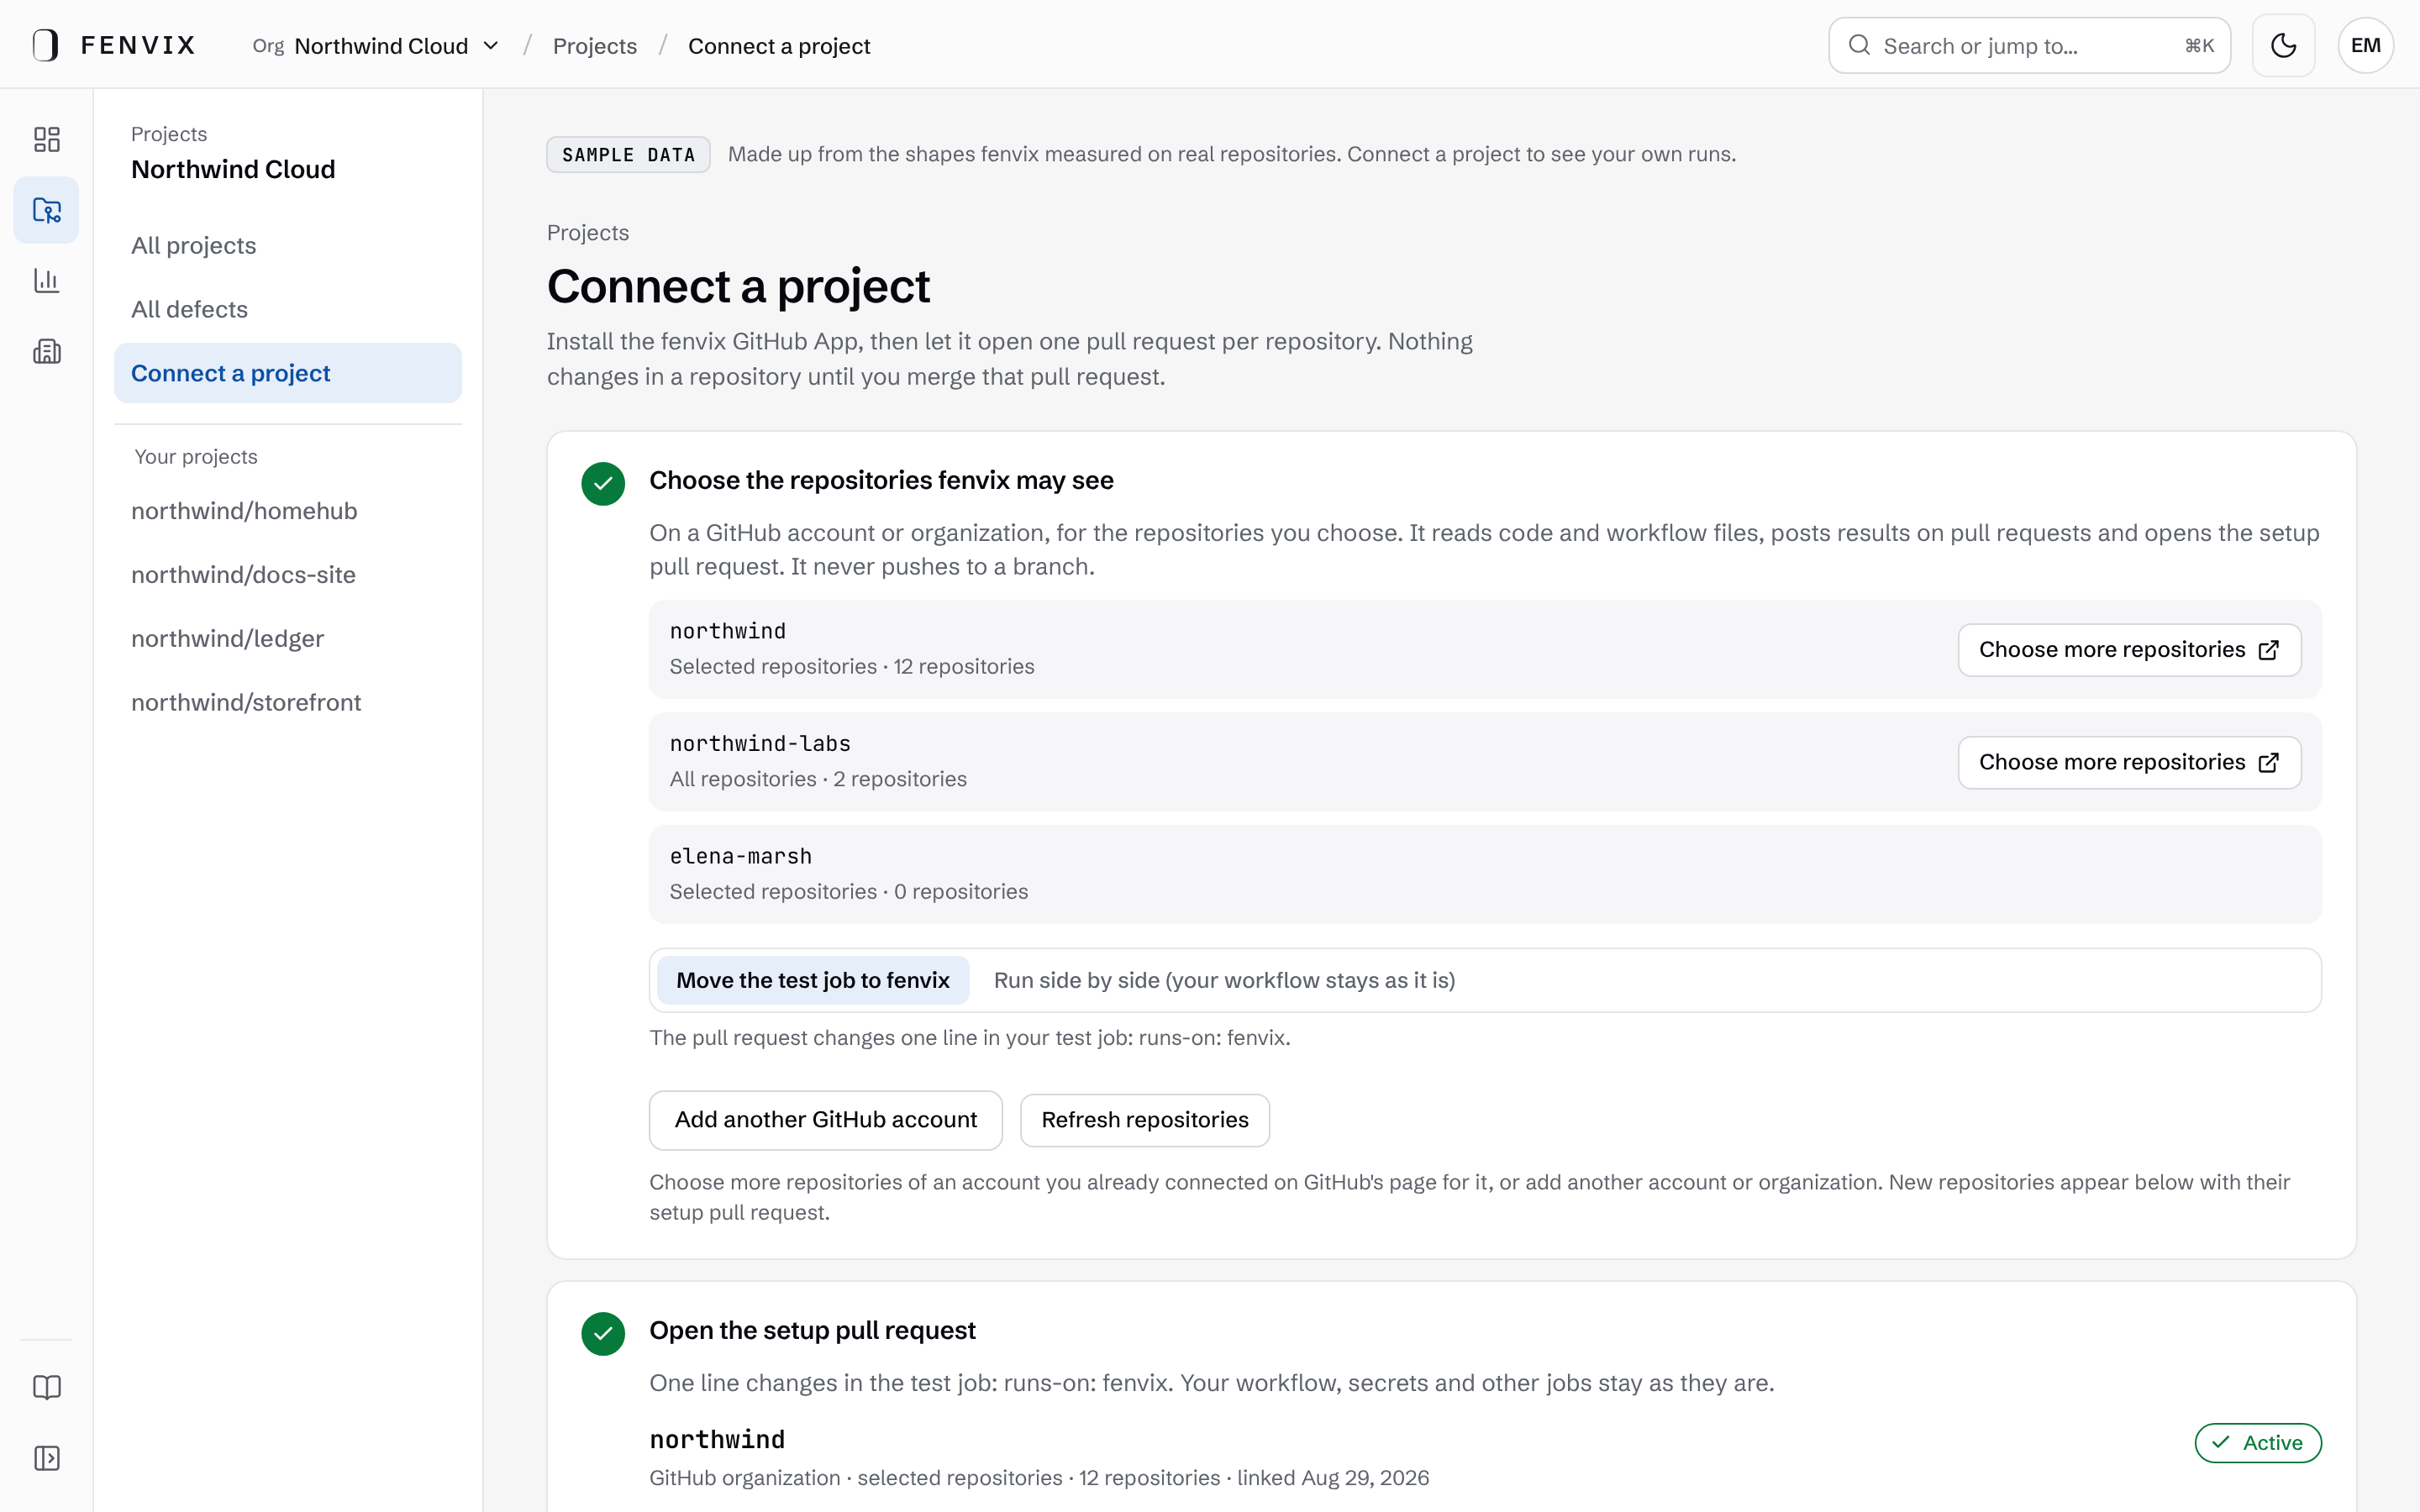 FENVIX
Org Northwind Cloud / Projects / Connect a project
Search or jump to... ⌘K
EM
Projects
Northwind Cloud
All projects
All defects
Connect a project
Your projects
northwind/homehub
northwind/docs-site
northwind/ledger
northwind/storefront
SAMPLE DATA Made up from the shapes fenvix measured on real repositories. Connect a project to see your own runs.
Projects
Connect a project
Install the fenvix GitHub App, then let it open one pull request per repository. Nothing
changes in a repository until you merge that pull request.
Choose the repositories fenvix may see
On a GitHub account or organization, for the repositories you choose. It reads code and workflow files, posts results on pull requests and opens the setup
pull request. It never pushes to a branch.
northwind
Selected repositories · 12 repositories
Choose more repositories
northwind-labs
All repositories · 2 repositories
Choose more repositories
elena-marsh
Selected repositories · 0 repositories
Move the test job to fenvix Run side by side (your workflow stays as it is)
The pull request changes one line in your test job: runs-on: fenvix.
Add another GitHub account Refresh repositories
Choose more repositories of an account you already connected on GitHub's page for it, or add another account or organization. New repositories appear below with their
setup pull request.
Open the setup pull request
One line changes in the test job: runs-on: fenvix. Your workflow, secrets and other jobs stay as they are.
northwind
GitHub organization · selected repositories · 12 repositories · linked Aug 29, 2026
Active